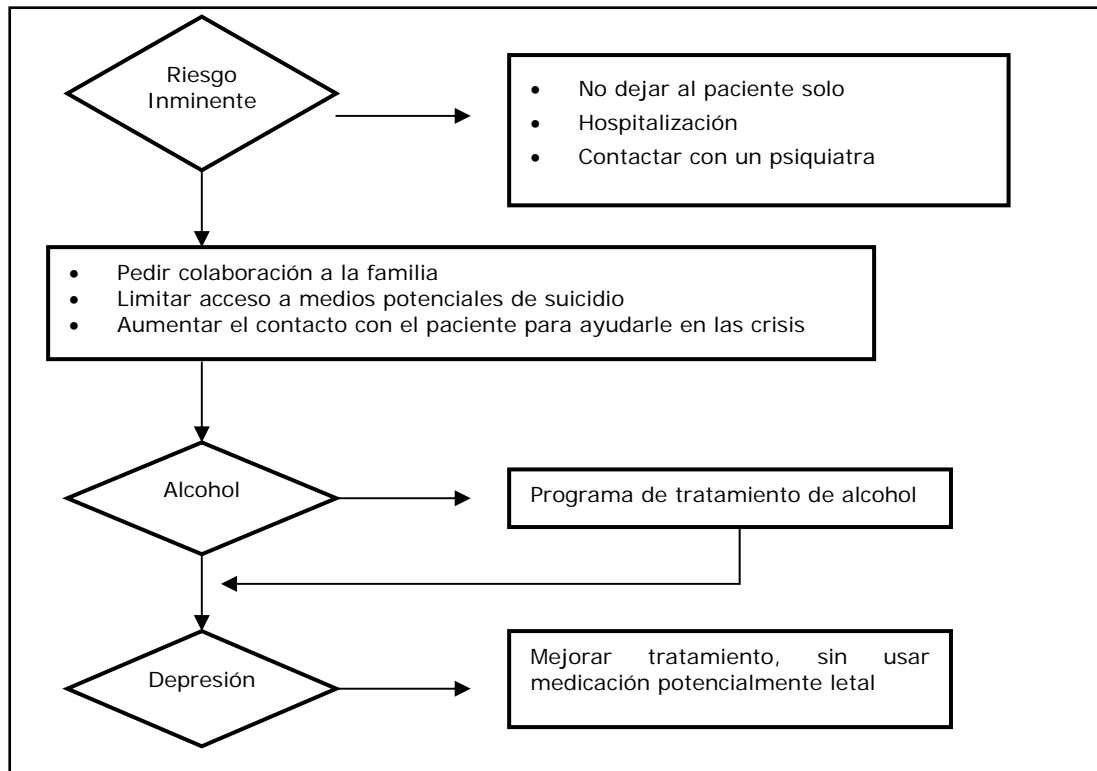 Riesgo
Inminente
• No dejar al paciente solo
• Hospitalización
• Contactar con un psiquiatra
• Pedir colaboración a la familia
• Limitar acceso a medios potenciales de suicidio
• Aumentar el contacto con el paciente para ayudarle en las crisis
Alcohol
Programa de tratamiento de alcohol
Depresión
Mejorar tratamiento, sin usar
medicación potencialmente letal